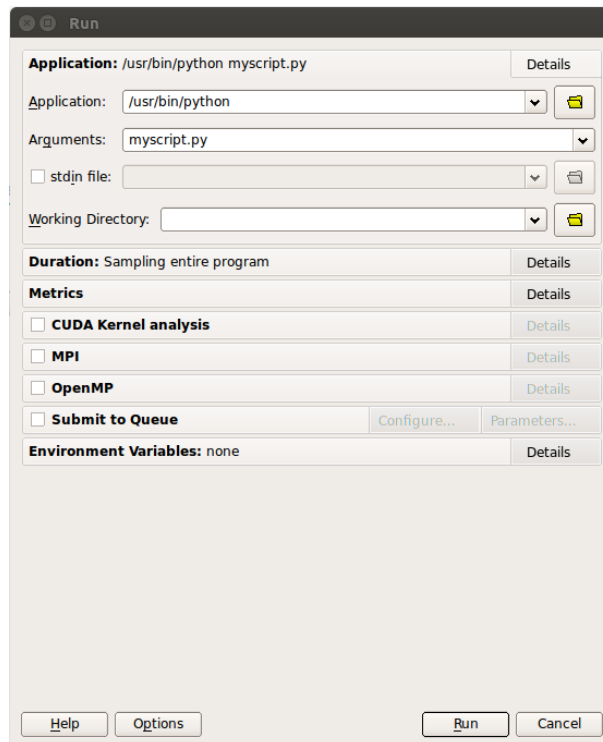 Run
Application: /usr/bin/python myscript.py Details
Application: /usr/bin/python
Arguments: myscript.py
stdin file:
Working Directory:
Duration: Sampling entire program Details
Metrics Details
CUDA Kernel analysis Details
MPI Details
OpenMP Details
Submit to Queue Configure... Parameters...
Environment Variables: none Details
Help Options Run Cancel